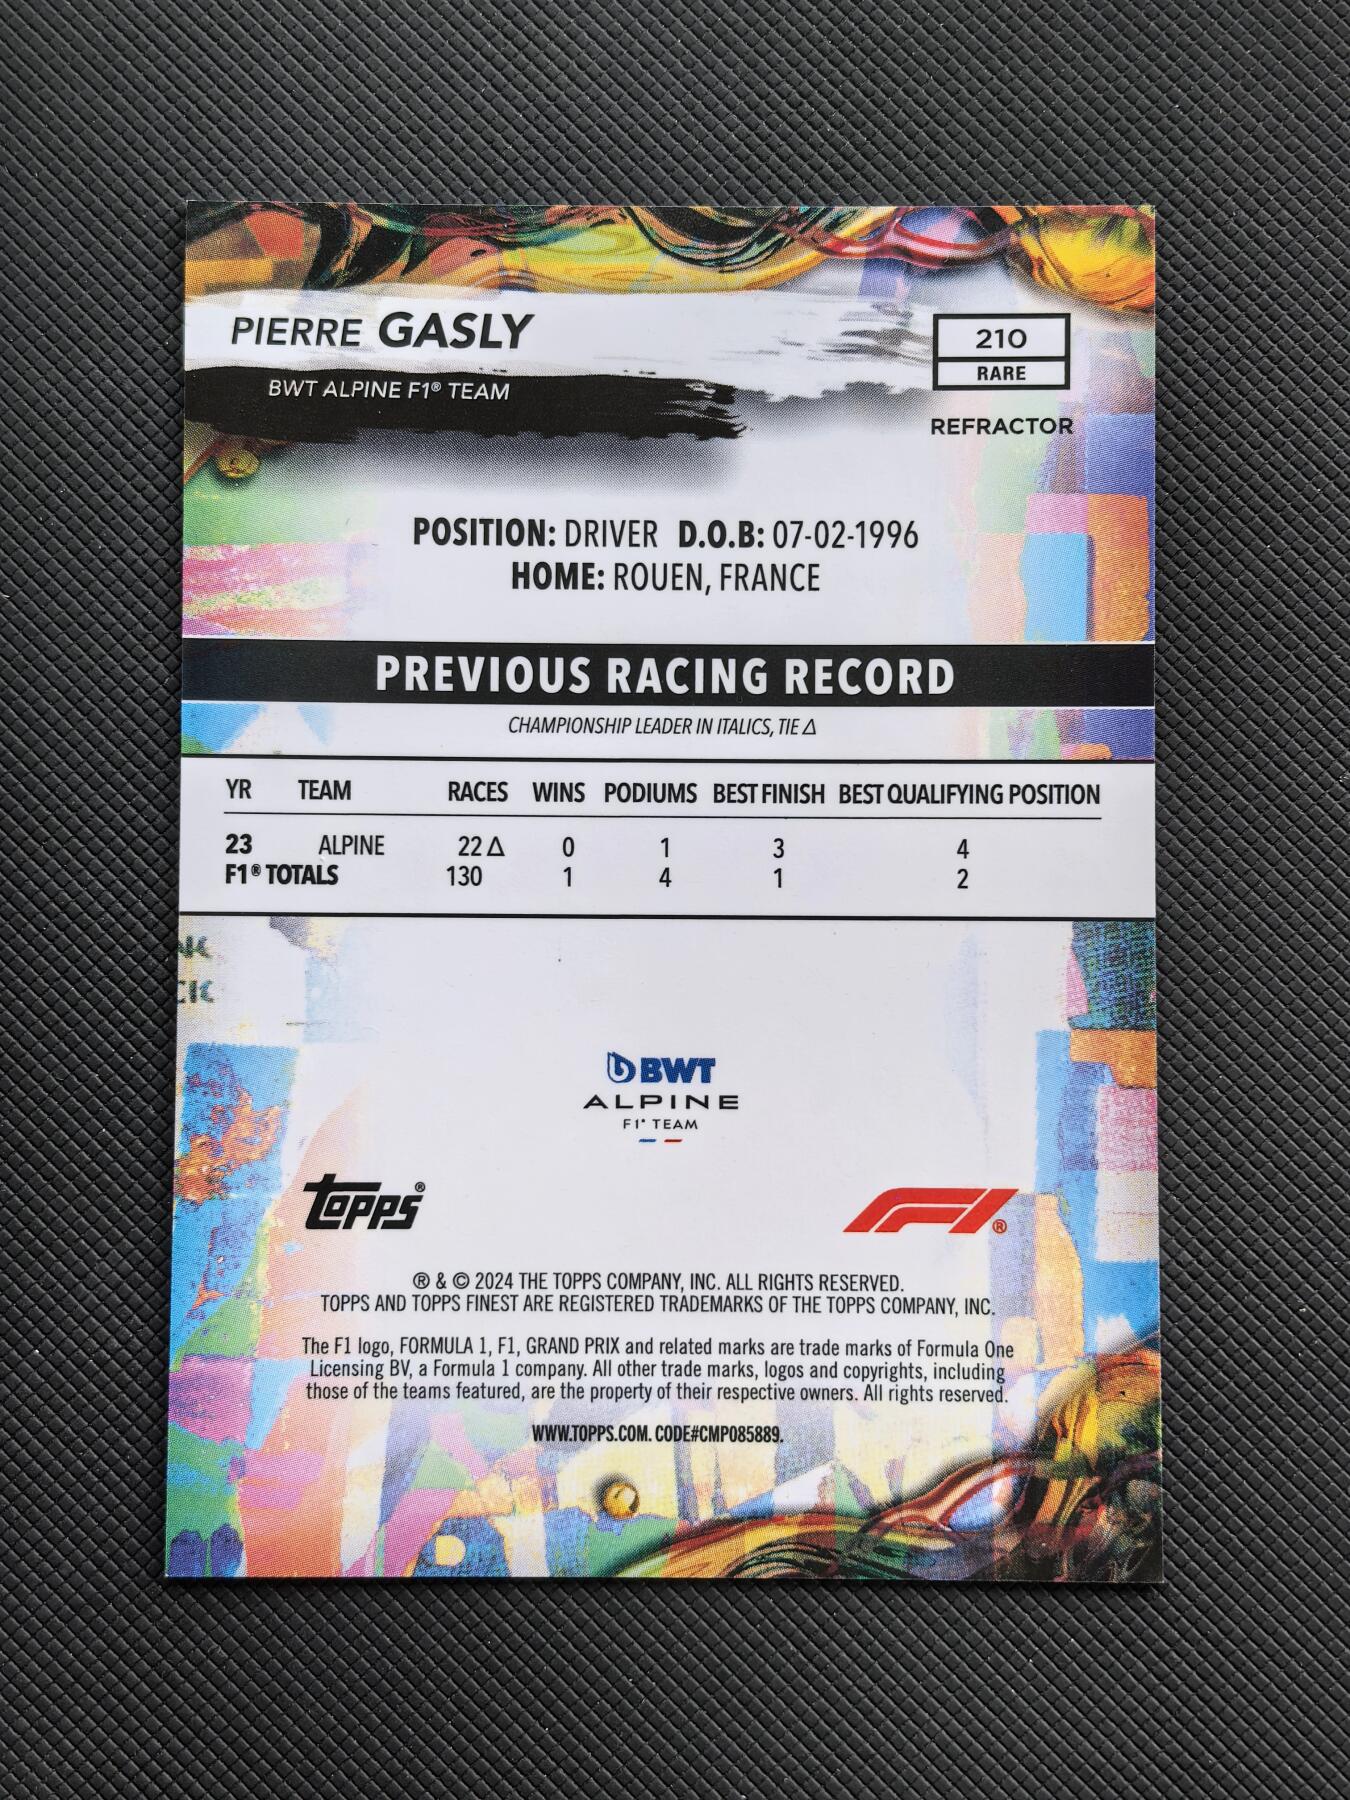 PIERRE GASLY
BWT ALPINE F1® TEAM
210
RARE
REFRACTOR
POSITION: DRIVER D.O.B: 07-02-1996
HOME: ROUEN, FRANCE
PREVIOUS RACING RECORD
CHAMPIONSHIP LEADER IN ITALICS, TIE Δ
YR TEAM RACES WINS PODIUMS BEST FINISH BEST QUALIFYING POSITION
23 ALPINE 22 Δ 0 1 3 4
F1® TOTALS 130 1 4 1 2
BWT
ALPINE
F1® TEAM
TOPPS®
F1®
® & © 2024 THE TOPPS COMPANY, INC. ALL RIGHTS RESERVED.
TOPPS AND TOPPS FINEST ARE REGISTERED TRADEMARKS OF THE TOPPS COMPANY, INC.
The F1 logo, FORMULA 1, F1, GRAND PRIX and related marks are trade marks of Formula One
Licensing BV, a Formula 1 company. All other trade marks, logos and copyrights, including
those of the teams featured, are the property of their respective owners. All rights reserved.
WWW.TOPPS.COM. CODE#CMP085889.